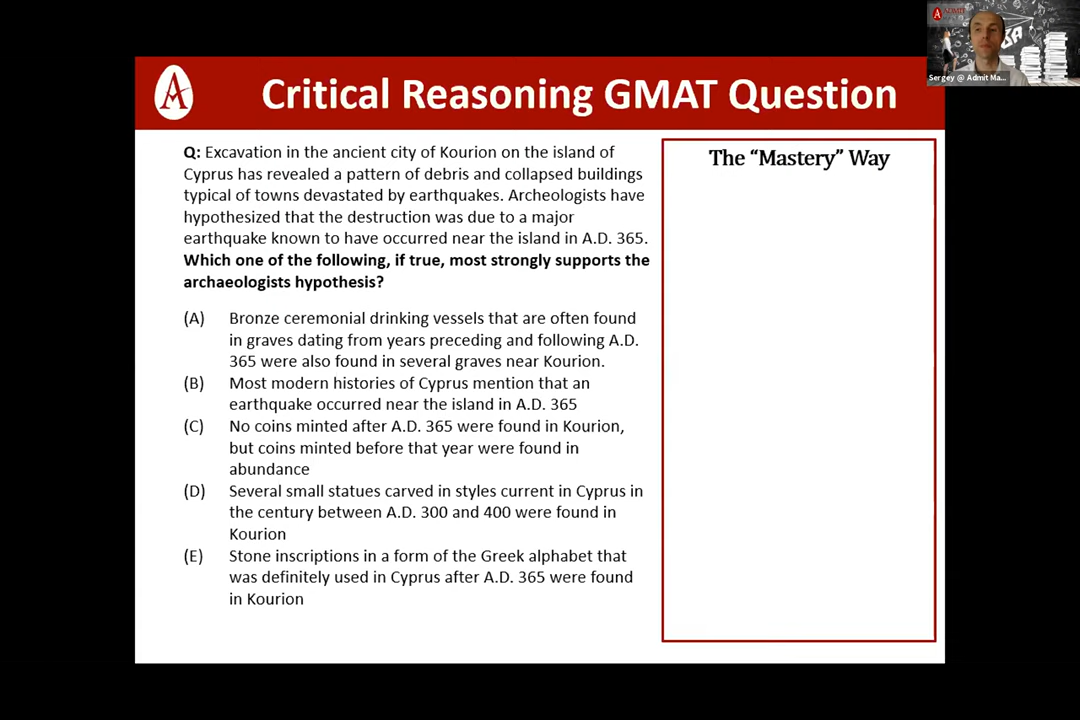 Critical Reasoning GMAT Question
Q: Excavation in the ancient city of Kourion on the island of
Cyprus has revealed a pattern of debris and collapsed buildings
typical of towns devastated by earthquakes. Archeologists have
hypothesized that the destruction was due to a major
earthquake known to have occurred near the island in A.D. 365.
Which one of the following, if true, most strongly supports the
archaeologists hypothesis?
(A) Bronze ceremonial drinking vessels that are often found
in graves dating from years preceding and following A.D.
365 were also found in several graves near Kourion.
(B) Most modern histories of Cyprus mention that an
earthquake occurred near the island in A.D. 365
(C) No coins minted after A.D. 365 were found in Kourion,
but coins minted before that year were found in
abundance
(D) Several small statues carved in styles current in Cyprus in
the century between A.D. 300 and 400 were found in
Kourion
(E) Stone inscriptions in a form of the Greek alphabet that
was definitely used in Cyprus after A.D. 365 were found
in Kourion
The “Mastery” Way
Sergey @ Admit Ma...